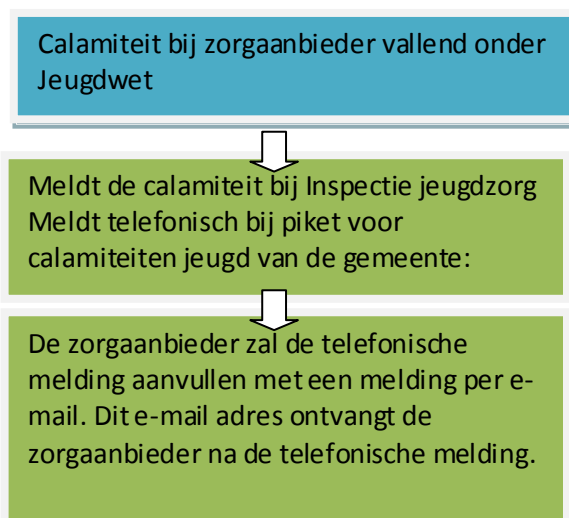 Calamiteit bij zorgaanbieder vallend onder
Jeugdwet
Meldt de calamiteit bij Inspectie jeugdzorg
Meldt telefonisch bij piket voor
calamiteiten jeugd van de gemeente:
De zorgaanbieder zal de telefonische
melding aanvullen met een melding per e-
mail. Dit e-mail adres ontvangt de
zorgaanbieder na de telefonische melding.